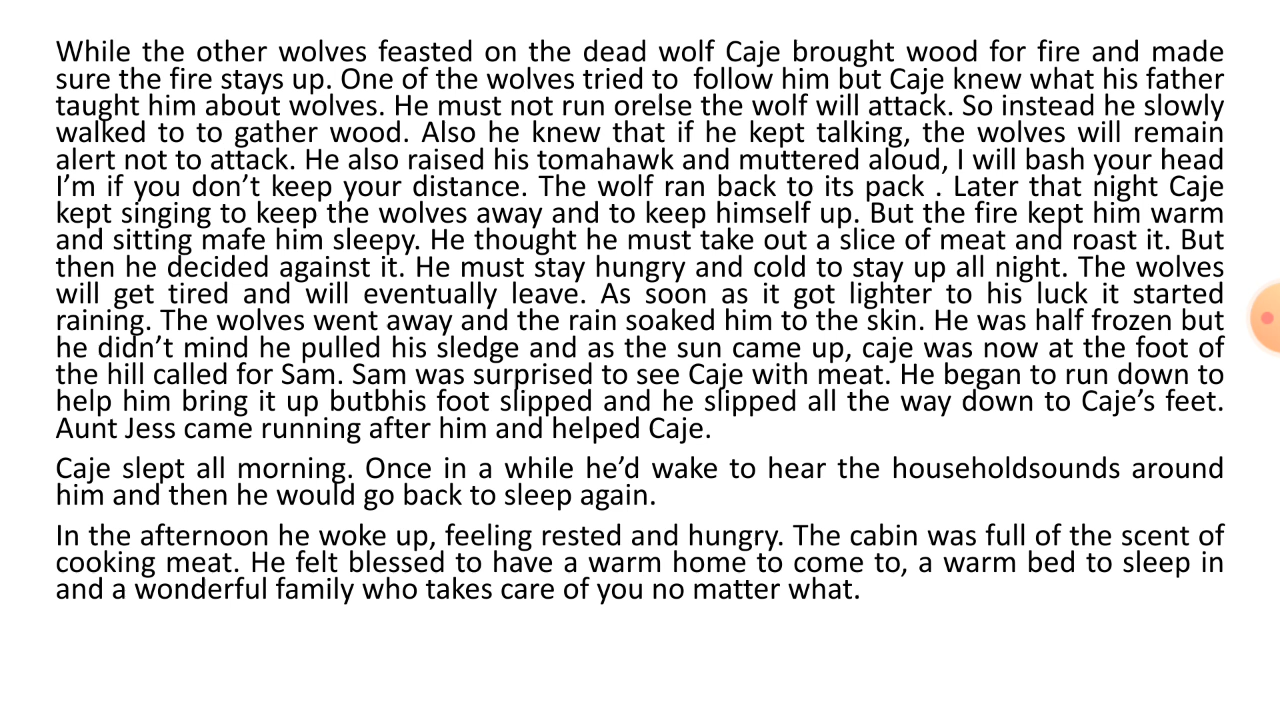 While the other wolves feasted on the dead wolf Caje brought wood for fire and made
sure the fire stays up. One of the wolves tried to  follow him but Caje knew what his father
taught him about wolves. He must not run orelse the wolf will attack. So instead he slowly
walked to to gather wood. Also he knew that if he kept talking, the wolves will remain
alert not to attack. He also raised his tomahawk and muttered aloud, I will bash your head
I’m if you don’t keep your distance. The wolf ran back to its pack . Later that night Caje
kept singing to keep the wolves away and to keep himself up. But the fire kept him warm
and sitting mafe him sleepy. He thought he must take out a slice of meat and roast it. But
then he decided against it. He must stay hungry and cold to stay up all night. The wolves
will get tired and will eventually leave. As soon as it got lighter to his luck it started
raining. The wolves went away and the rain soaked him to the skin. He was half frozen but
he didn’t mind he pulled his sledge and as the sun came up, caje was now at the foot of
the hill called for Sam. Sam was surprised to see Caje with meat. He began to run down to
help him bring it up butbhis foot slipped and he slipped all the way down to Caje’s feet.
Aunt Jess came running after him and helped Caje.
Caje slept all morning. Once in a while he’d wake to hear the householdsounds around
him and then he would go back to sleep again.
In the afternoon he woke up, feeling rested and hungry. The cabin was full of the scent of
cooking meat. He felt blessed to have a warm home to come to, a warm bed to sleep in
and a wonderful family who takes care of you no matter what.